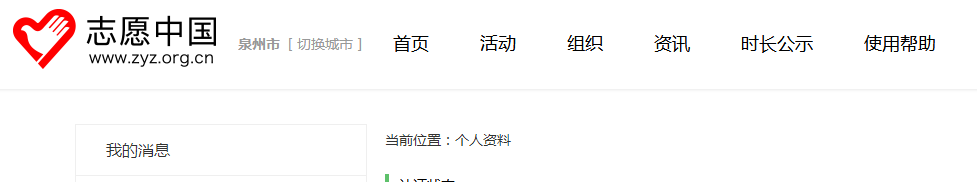 志愿中国
www.zyz.org.cn
泉州市 [ 切换城市 ]
首页 活动 组织 资讯 时长公示 使用帮助
我的消息
当前位置：个人资料